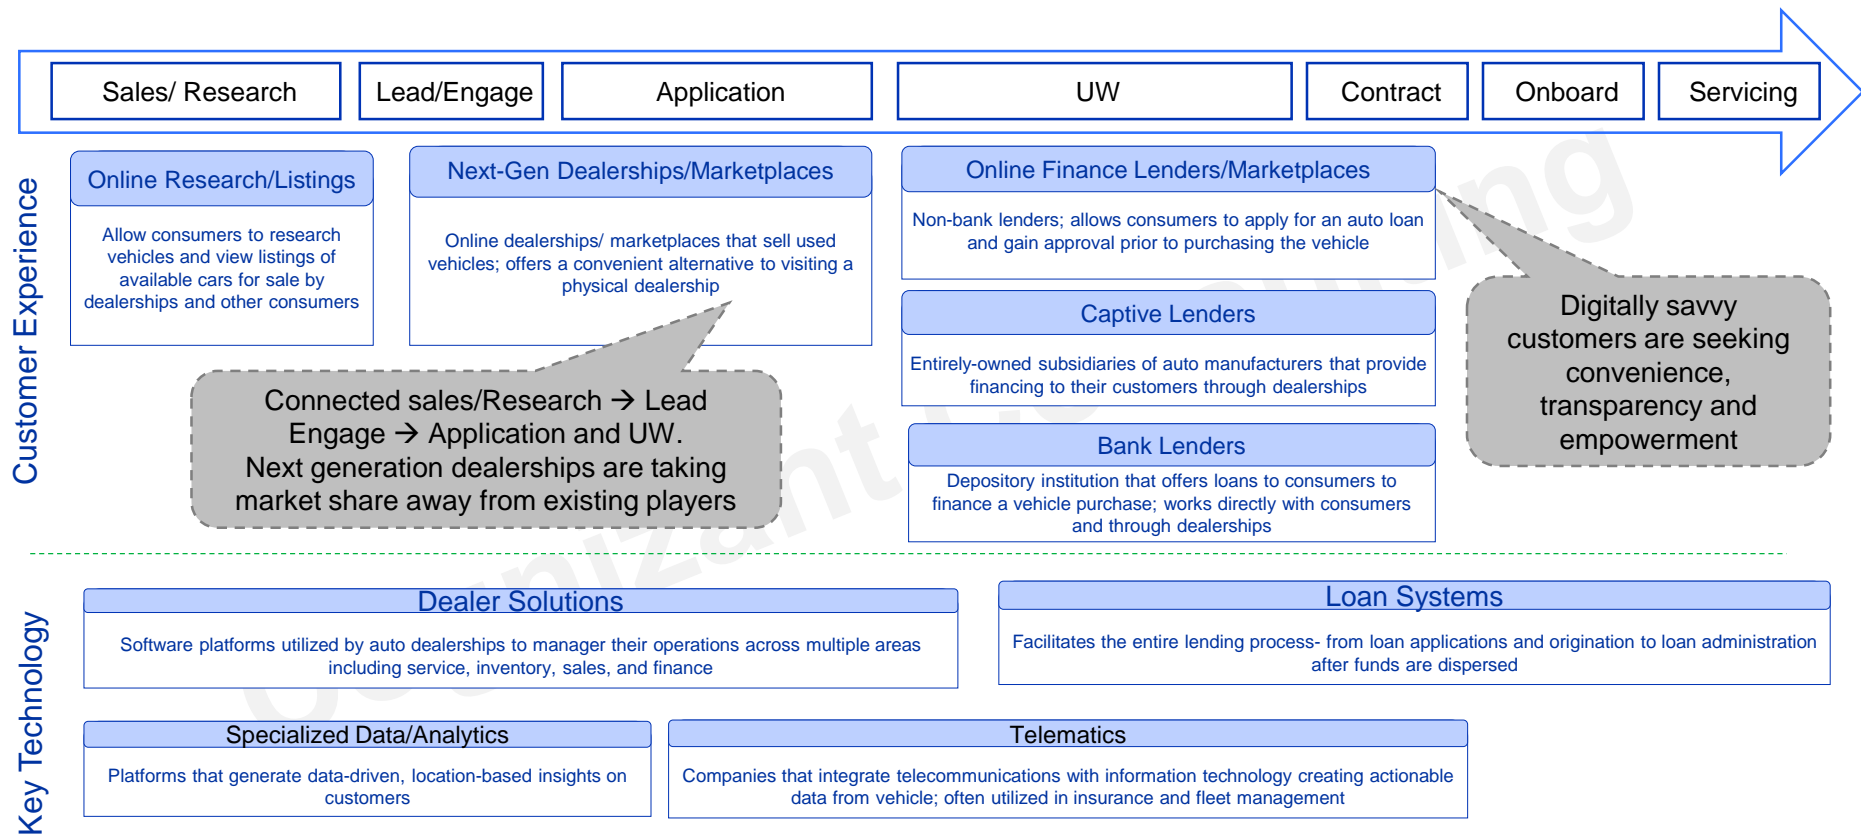 Sales/ Research
Lead/Engage
Application
UW
Contract
Onboard
Servicing
Customer Experience
Online Research/Listings
Allow consumers to research
vehicles and view listings of
available cars for sale by
dealerships and other consumers
Next-Gen Dealerships/Marketplaces
Online dealerships/ marketplaces that sell used
vehicles; offers a convenient alternative to visiting a
physical dealership
Connected sales/Research → Lead
Engage → Application and UW.
Next generation dealerships are taking
market share away from existing players
Online Finance Lenders/Marketplaces
Non-bank lenders; allows consumers to apply for an auto loan
and gain approval prior to purchasing the vehicle
Captive Lenders
Entirely-owned subsidiaries of auto manufacturers that provide
financing to their customers through dealerships
Bank Lenders
Depository institution that offers loans to consumers to
finance a vehicle purchase; works directly with consumers
and through dealerships
Digitally savvy
customers are seeking
convenience,
transparency and
empowerment
Key Technology
Dealer Solutions
Software platforms utilized by auto dealerships to manager their operations across multiple areas
including service, inventory, sales, and finance
Loan Systems
Facilitates the entire lending process- from loan applications and origination to loan administration
after funds are dispersed
Specialized Data/Analytics
Platforms that generate data-driven, location-based insights on
customers
Telematics
Companies that integrate telecommunications with information technology creating actionable
data from vehicle; often utilized in insurance and fleet management